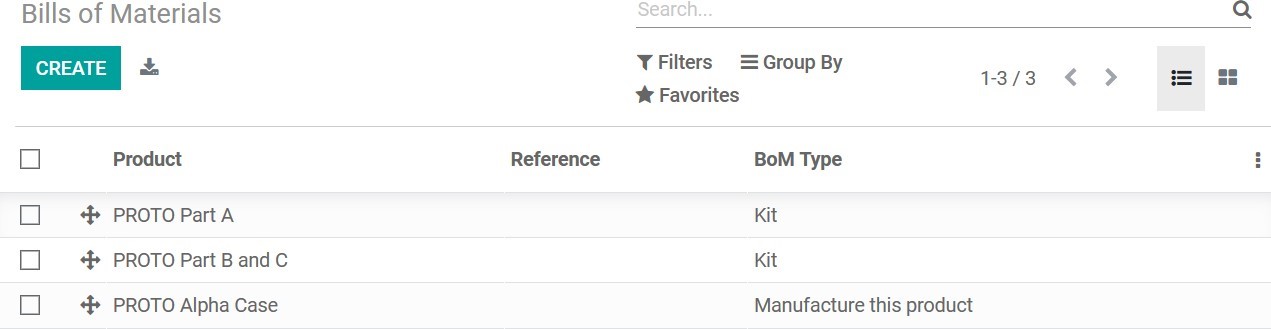 Bills of Materials
Search...
CREATE
Filters
Group By
Favorites
1-3 / 3
Product Reference BoM Type
PROTO Part A Kit
PROTO Part B and C Kit
PROTO Alpha Case Manufacture this product